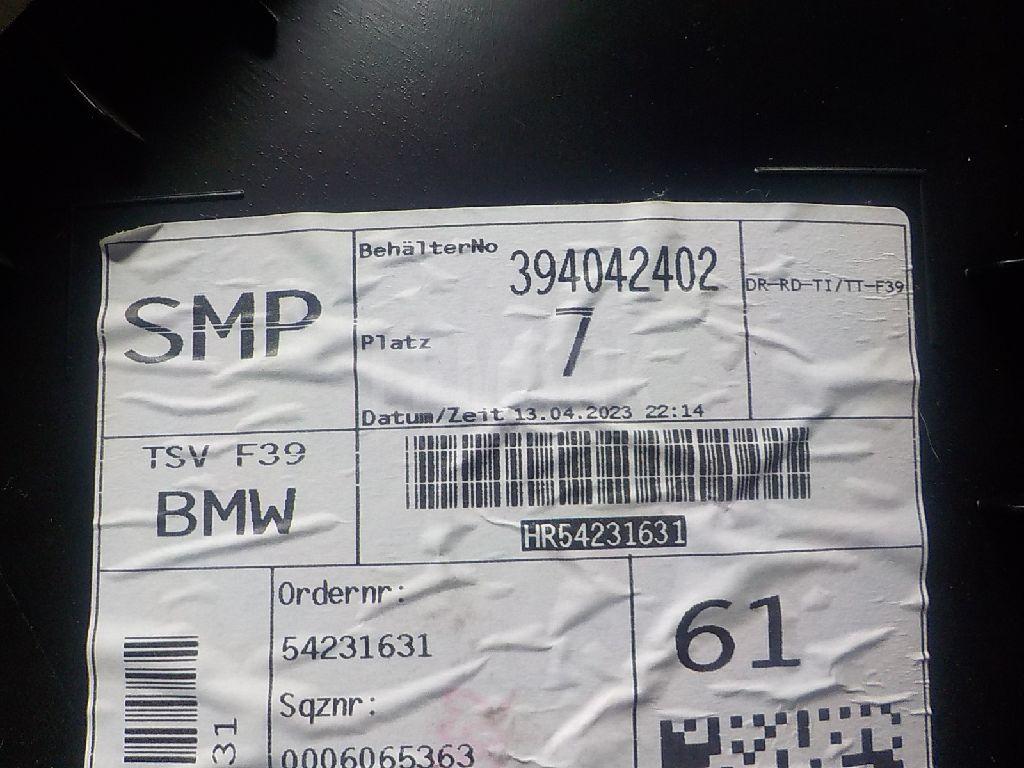 SMP
BehälterNo
394042402
DR-RD-TI/TT-F39
Platz
7
Datum/Zeit 13.04.2023 22:14
TSV F39
BMW
HR54231631
Ordernr:
54231631
61
Sqznr:
0006065363
31